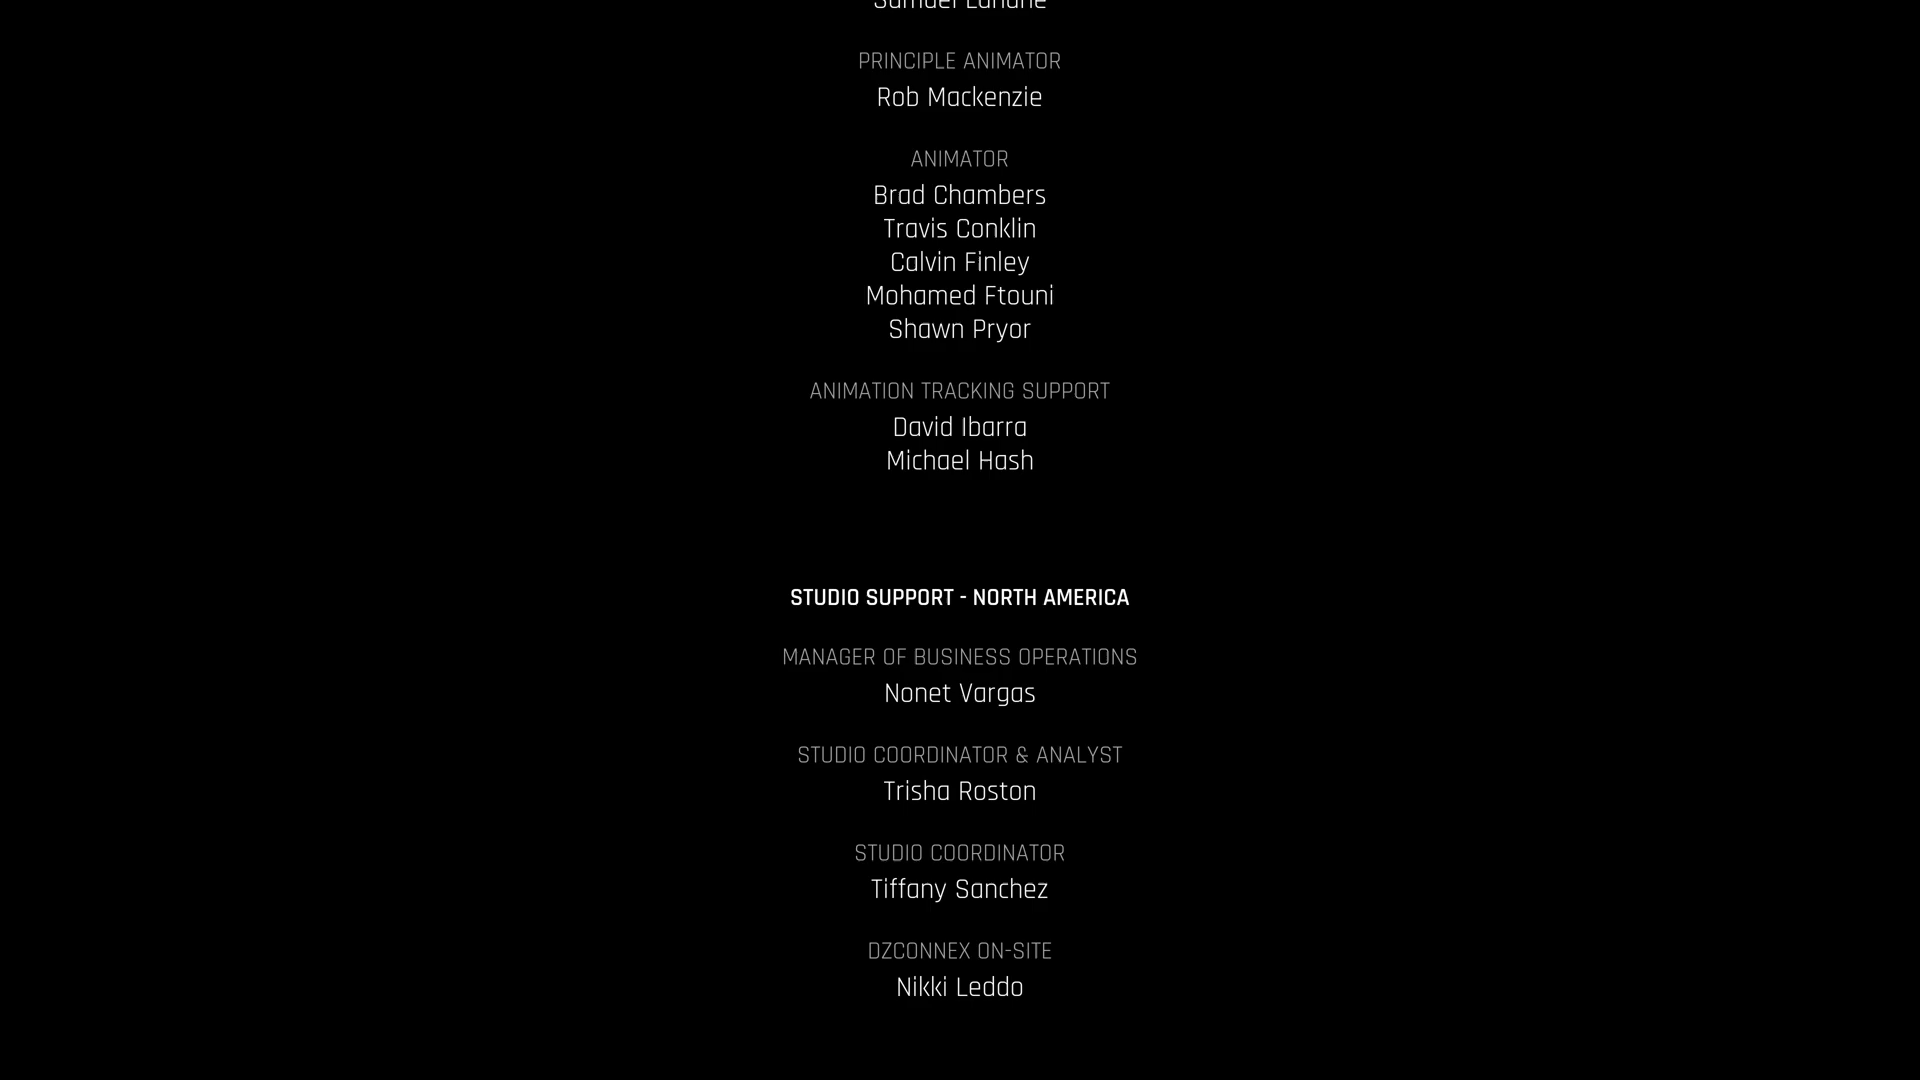 PRINCIPLE ANIMATOR
Rob Mackenzie
ANIMATOR
Brad Chambers
Travis Conklin
Calvin Finley
Mohamed Ftouni
Shawn Pryor
ANIMATION TRACKING SUPPORT
David Ibarra
Michael Hash
STUDIO SUPPORT - NORTH AMERICA
MANAGER OF BUSINESS OPERATIONS
Nonet Vargas
STUDIO COORDINATOR & ANALYST
Trisha Roston
STUDIO COORDINATOR
Tiffany Sanchez
DZCONNEX ON-SITE
Nikki Leddo